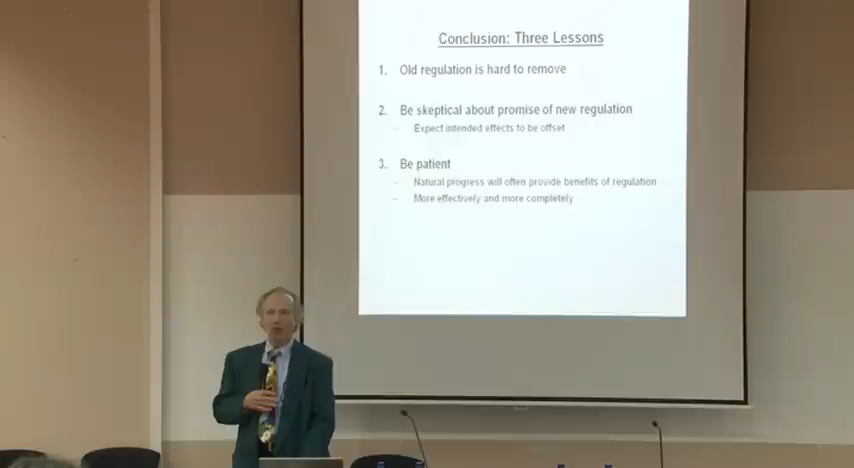 Conclusion: Three Lessons
1. Old regulation is hard to remove
2. Be skeptical about promise of new regulation
- Expect intended effects to be offset
3. Be patient
- Natural progress will often provide benefits of regulation
- More effectively and more completely